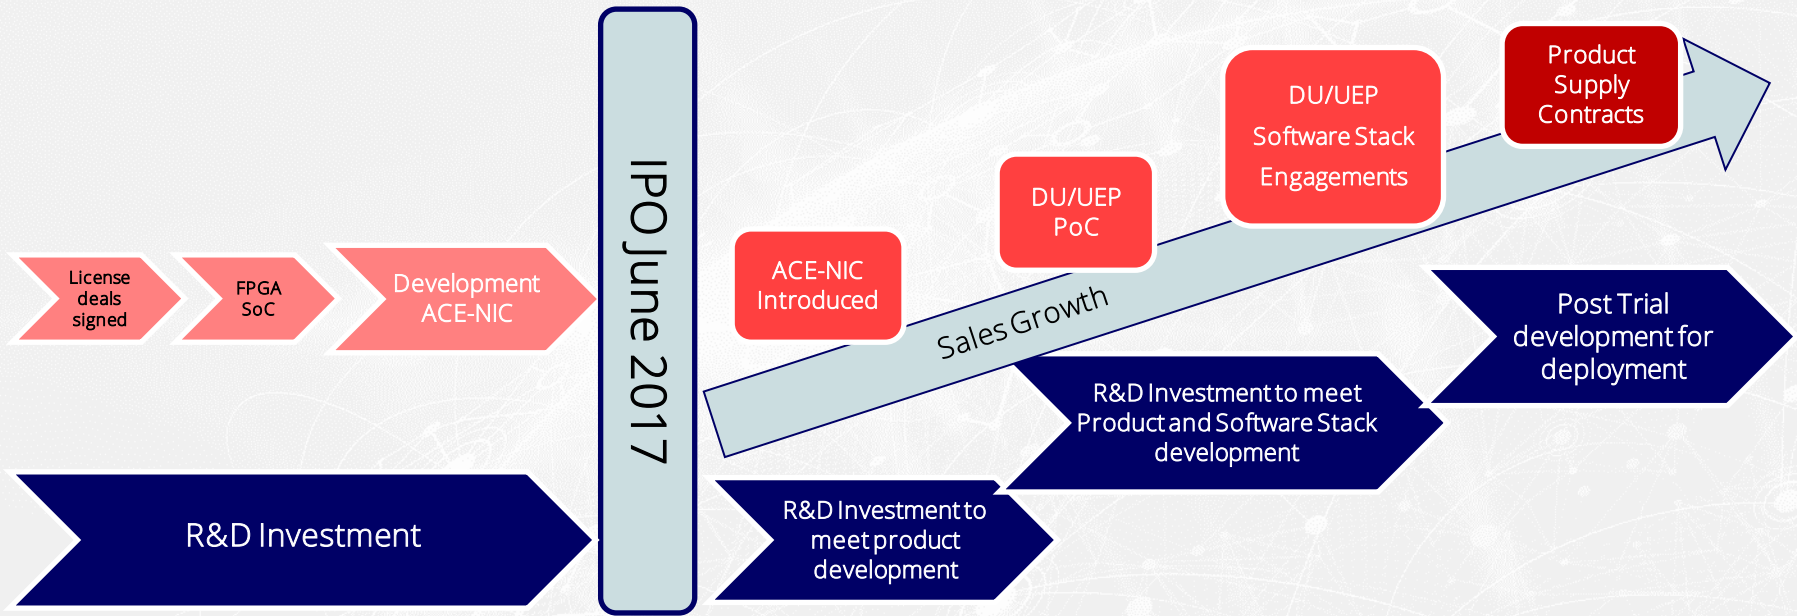 License
deals
signed
FPGA
SoC
Development
ACE-NIC
R&D Investment
IPO June 2017
ACE-NIC
Introduced
DU/UEP
PoC
DU/UEP
Software Stack
Engagements
Product
Supply
Contracts
Sales Growth
R&D Investment to
meet product
development
R&D Investment to meet
Product and Software Stack
development
Post Trial
development for
deployment